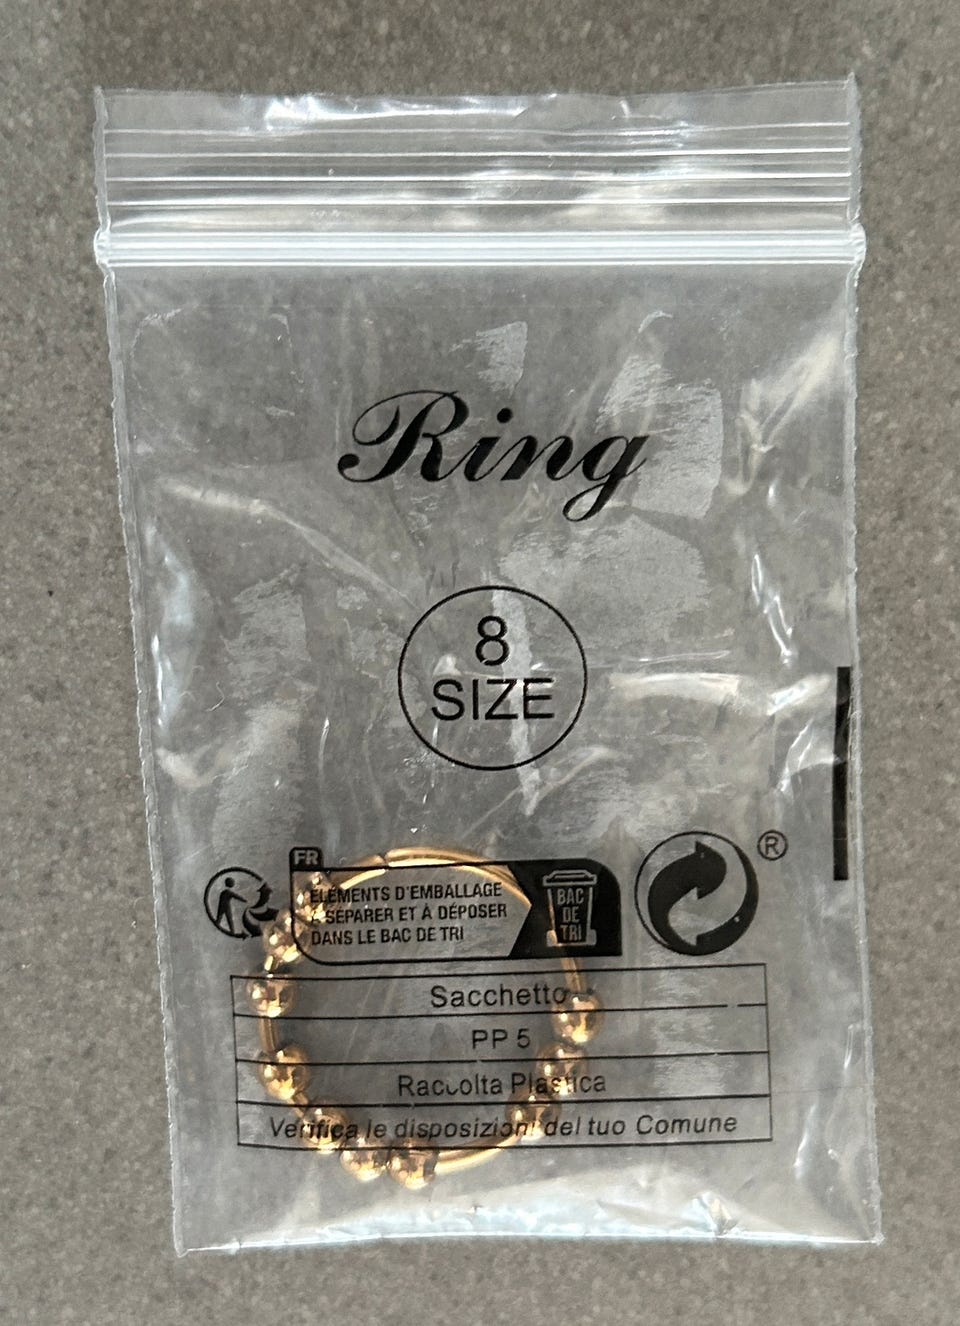 Ring
8
SIZE
FR
ÉLÉMENTS D'EMBALLAGE
À SÉPARER ET À DÉPOSER
DANS LE BAC DE TRI
BAC
DE
TRI
®
Sacchetto
PP 5
Raccolta Plastica
Verifica le disposizioni del tuo Comune